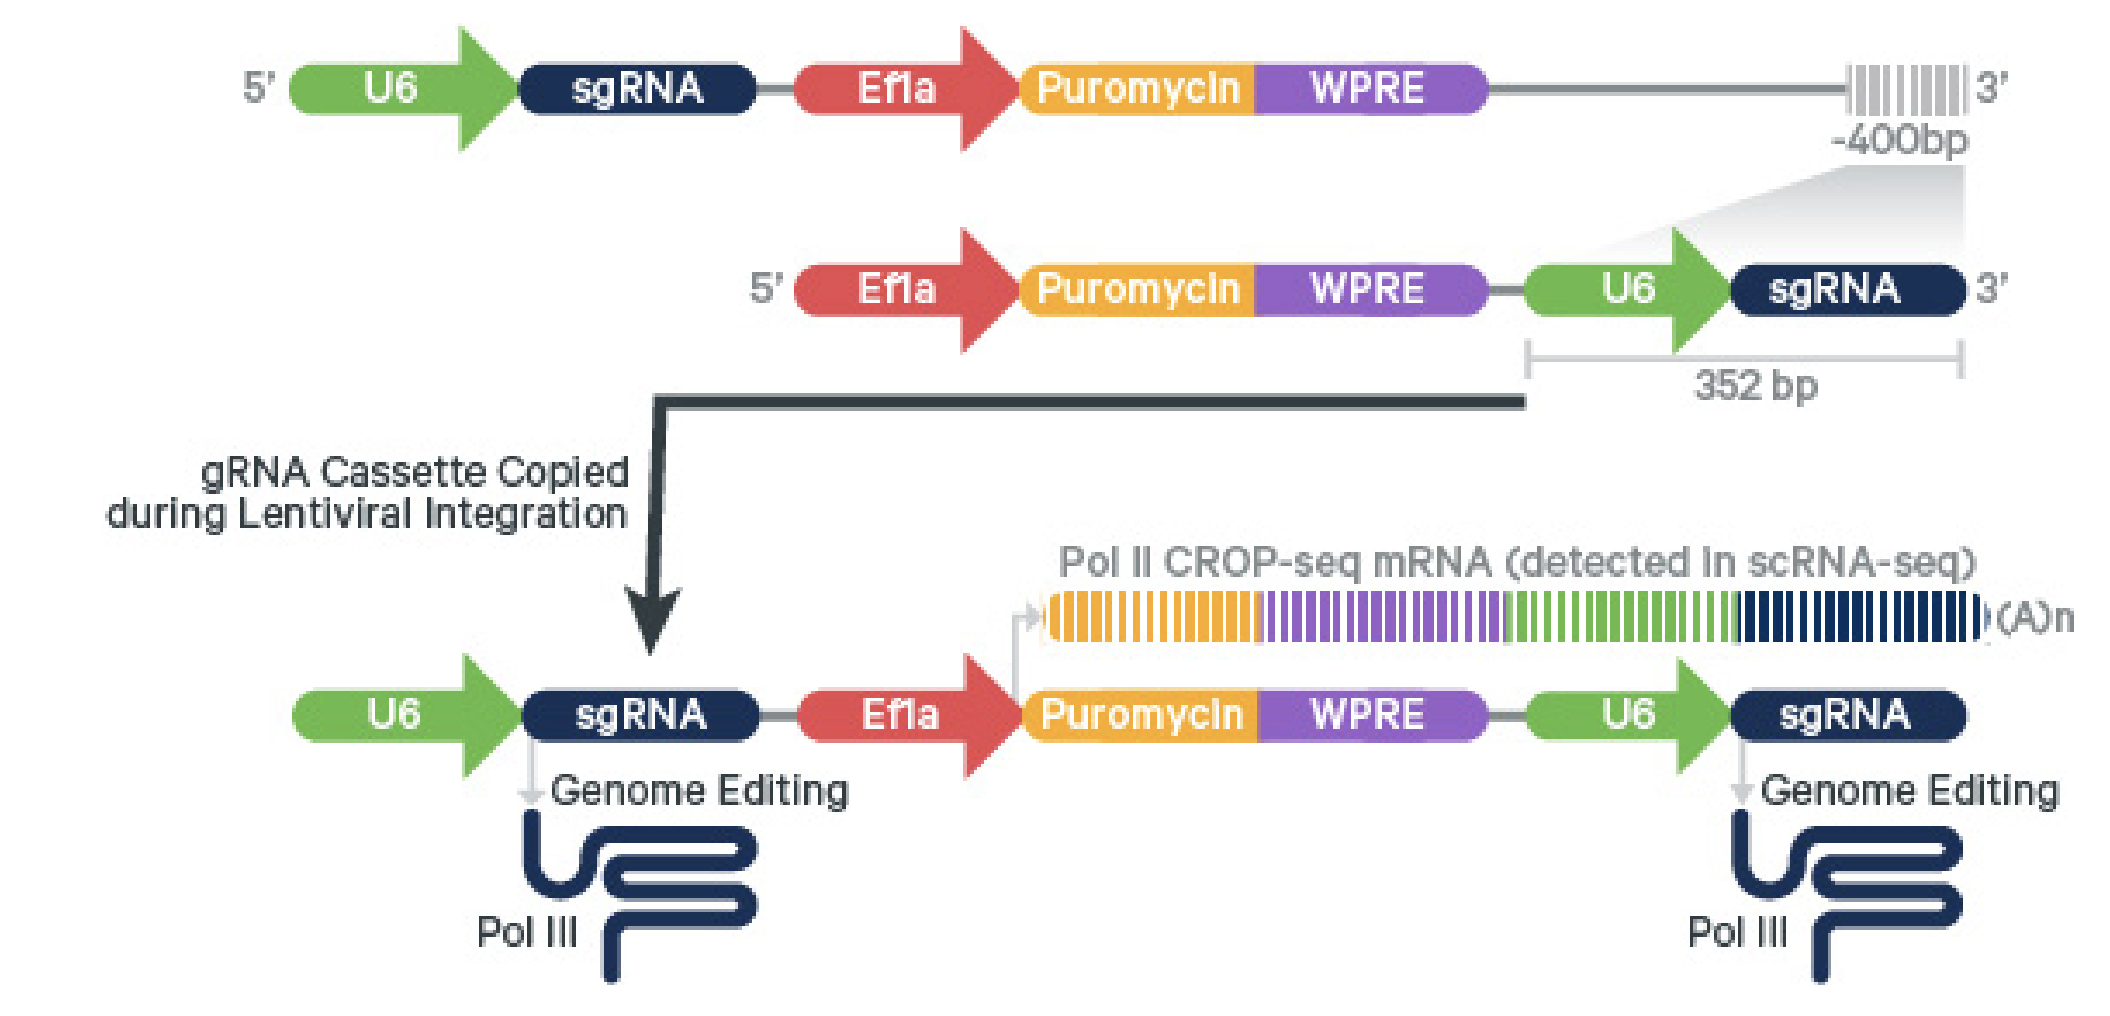 5' U6 sgRNA Ef1a Puromycin WPRE 3'
-400bp
5' Ef1a Puromycin WPRE U6 sgRNA 3'
352 bp
gRNA Cassette Copied
during Lentiviral Integration
Pol II CROP-seq mRNA (detected in scRNA-seq)
(A)n
U6 sgRNA Ef1a Puromycin WPRE U6 sgRNA
Genome Editing Genome Editing
Pol III Pol III